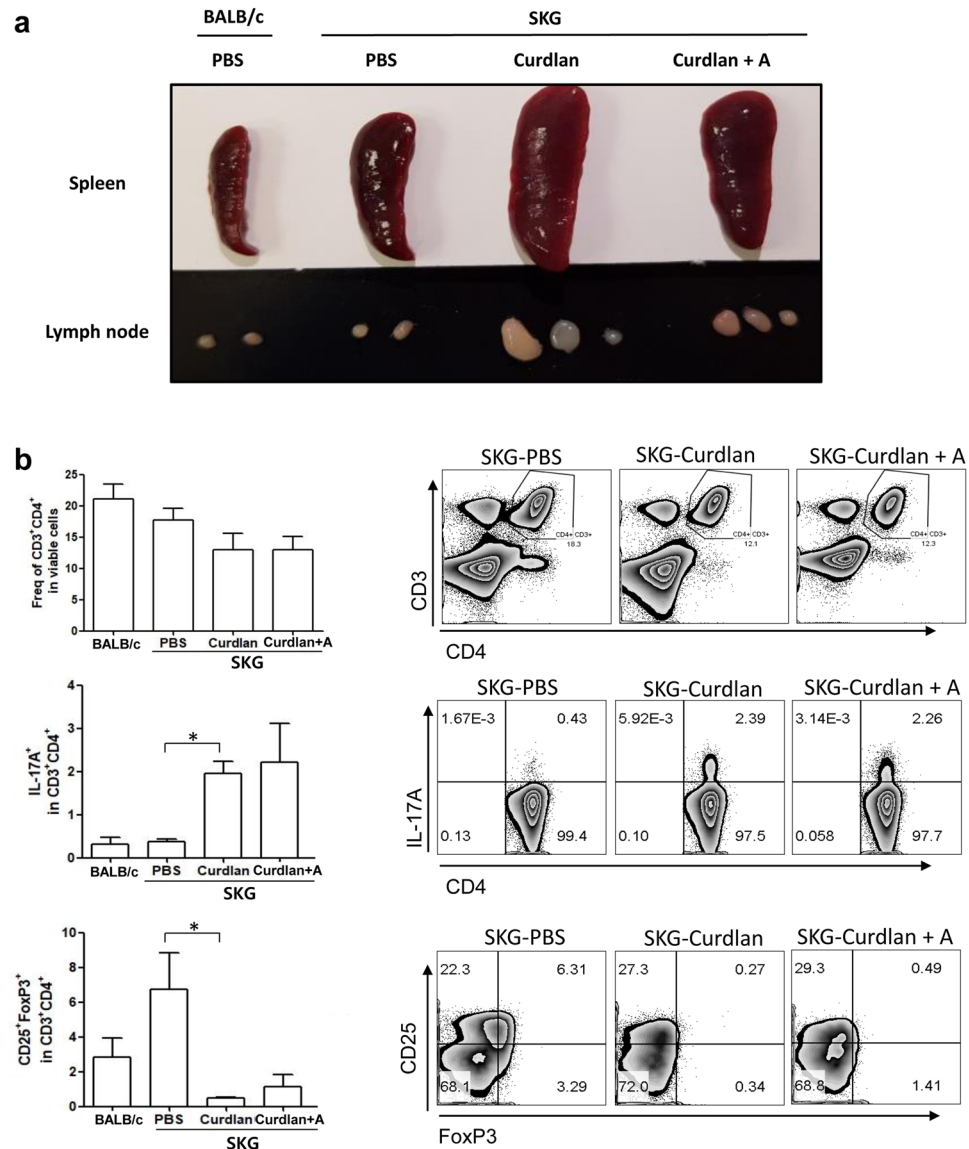 a
BALB/c
SKG
PBS
PBS
Curdlan
Curdlan + A
Spleen
Lymph node
b
Freq of CD3⁺CD4⁺
in viable cells
25
20
15
10
5
0
BALB/c
PBS
Curdlan
Curdlan+A
SKG
SKG-PBS
SKG-Curdlan
SKG-Curdlan + A
CD4+ CD3+
18.3
CD4+ CD3+
12.1
CD4+ CD3+
12.3
CD3
CD4
IL-17A⁺
in CD3⁺CD4⁺
4
3
2
1
0
*
BALB/c
PBS
Curdlan
Curdlan+A
SKG
SKG-PBS
SKG-Curdlan
SKG-Curdlan + A
1.67E-3 0.43
0.13 99.4
5.92E-3 2.39
0.10 97.5
3.14E-3 2.26
0.058 97.7
IL-17A
CD4
CD25⁺FoxP3⁺
in CD3⁺CD4⁺
10
8
6
4
2
0
*
BALB/c
PBS
Curdlan
Curdlan+A
SKG
SKG-PBS
SKG-Curdlan
SKG-Curdlan + A
22.3 6.31
68.1 3.29
27.3 0.27
72.0 0.34
29.3 0.49
68.8 1.41
CD25
FoxP3